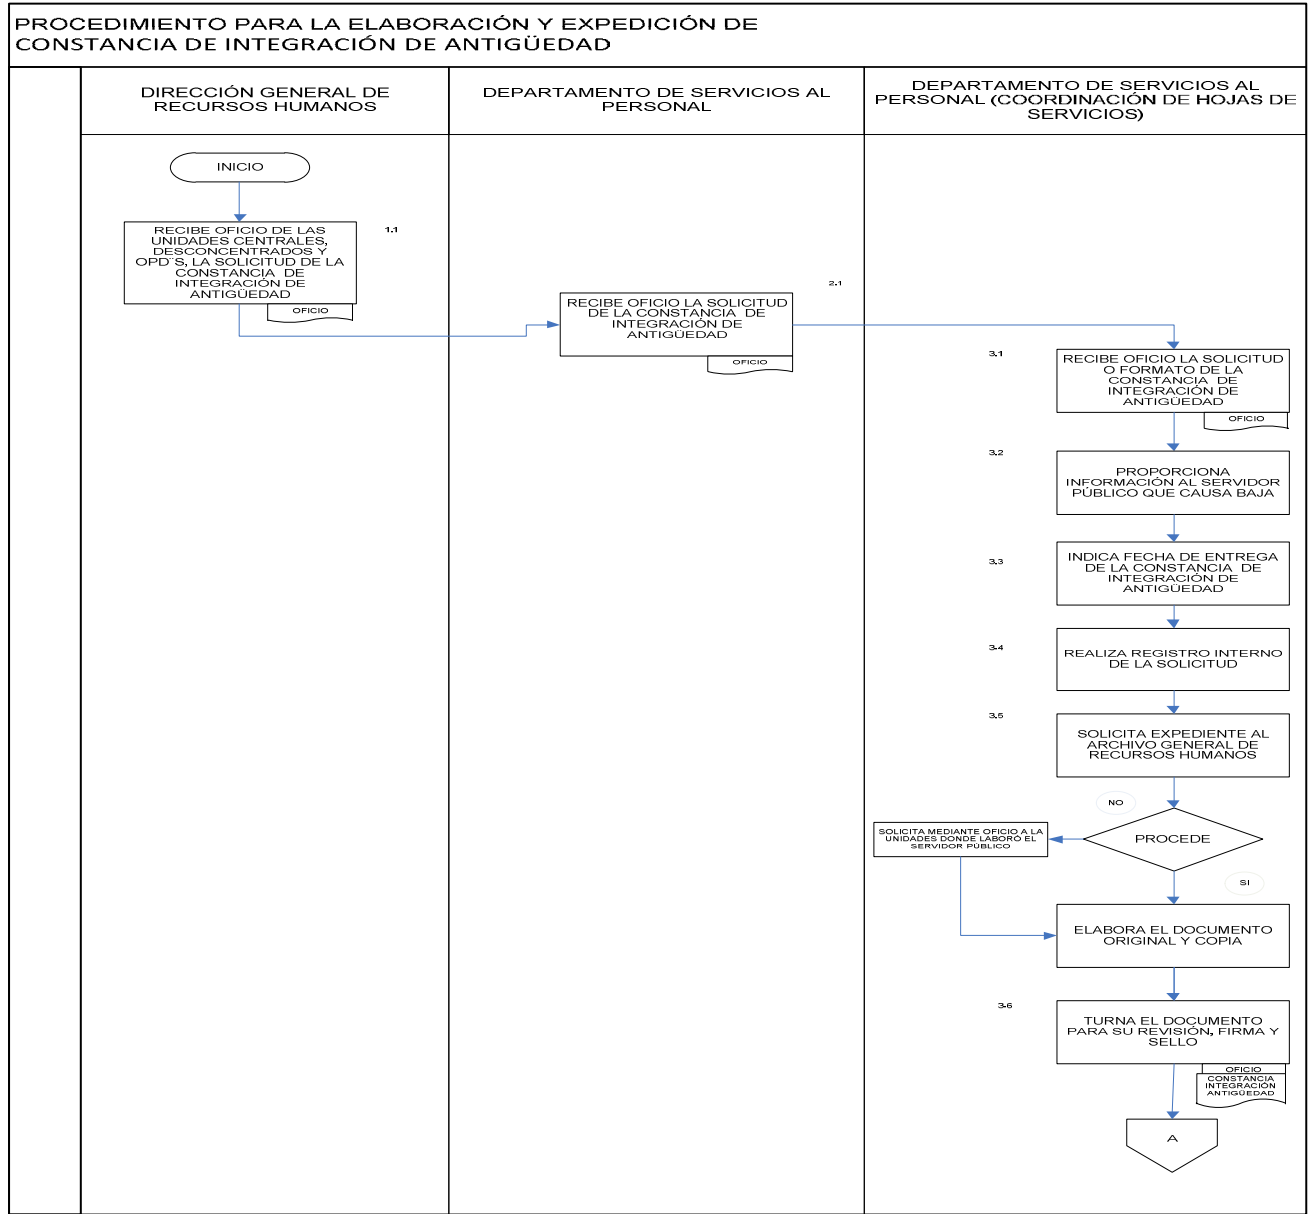 PROCEDIMIENTO PARA LA ELABORACIÓN Y EXPEDICIÓN DE
CONSTANCIA DE INTEGRACIÓN DE ANTIGÜEDAD
DIRECCIÓN GENERAL DE
RECURSOS HUMANOS
DEPARTAMENTO DE SERVICIOS AL
PERSONAL
DEPARTAMENTO DE SERVICIOS AL
PERSONAL (COORDINACIÓN DE HOJAS DE
SERVICIOS)
INICIO
1.1
RECIBE OFICIO DE LAS
UNIDADES CENTRALES,
DESCONCENTRADOS Y
OPD¨S, LA SOLICITUD DE LA
CONSTANCIA DE
INTEGRACIÓN DE
ANTIGÜEDAD
OFICIO
2.1
RECIBE OFICIO LA SOLICITUD
DE LA CONSTANCIA DE
INTEGRACIÓN DE
ANTIGÜEDAD
OFICIO
3.1
RECIBE OFICIO LA SOLICITUD
O FORMATO DE LA
CONSTANCIA DE
INTEGRACIÓN DE
ANTIGÜEDAD
OFICIO
3.2
PROPORCIONA
INFORMACIÓN AL SERVIDOR
PÚBLICO QUE CAUSA BAJA
3.3
INDICA FECHA DE ENTREGA
DE LA CONSTANCIA DE
INTEGRACIÓN DE
ANTIGÜEDAD
3.4
REALIZA REGISTRO INTERNO
DE LA SOLICITUD
3.5
SOLICITA EXPEDIENTE AL
ARCHIVO GENERAL DE
RECURSOS HUMANOS
NO
PROCEDE
SOLICITA MEDIANTE OFICIO A LA
UNIDADES DONDE LABORÓ EL
SERVIDOR PÚBLICO
SI
ELABORA EL DOCUMENTO
ORIGINAL Y COPIA
3.6
TURNA EL DOCUMENTO
PARA SU REVISIÓN, FIRMA Y
SELLO
OFICIO
CONSTANCIA
INTEGRACIÓN
ANTIGÜEDAD
A